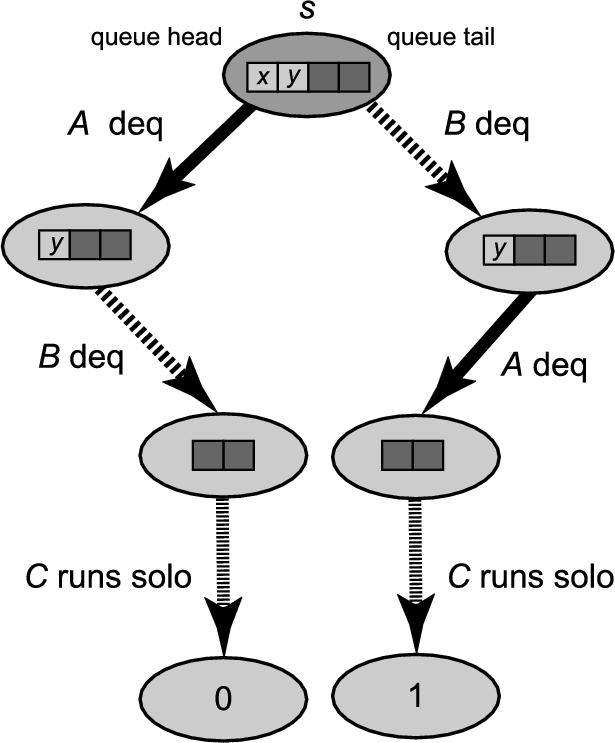 s
queue head
queue tail
x y
A deq
B deq
y
y
B deq
A deq
C runs solo
C runs solo
0
1